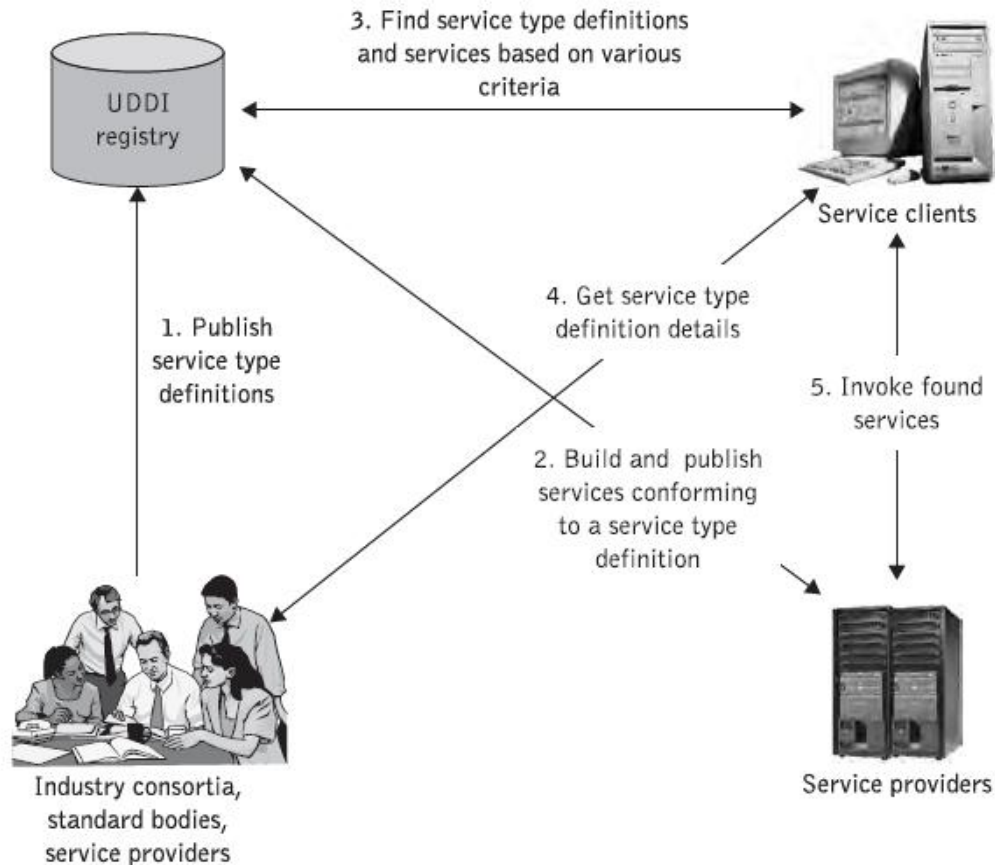 3. Find service type definitions
and services based on various
criteria
UDDI
registry
Service clients
4. Get service type
definition details
1. Publish
service type
definitions
5. Invoke found
services
2. Build and publish
services conforming
to a service type
definition
Industry consortia,
standard bodies,
service providers
Service providers